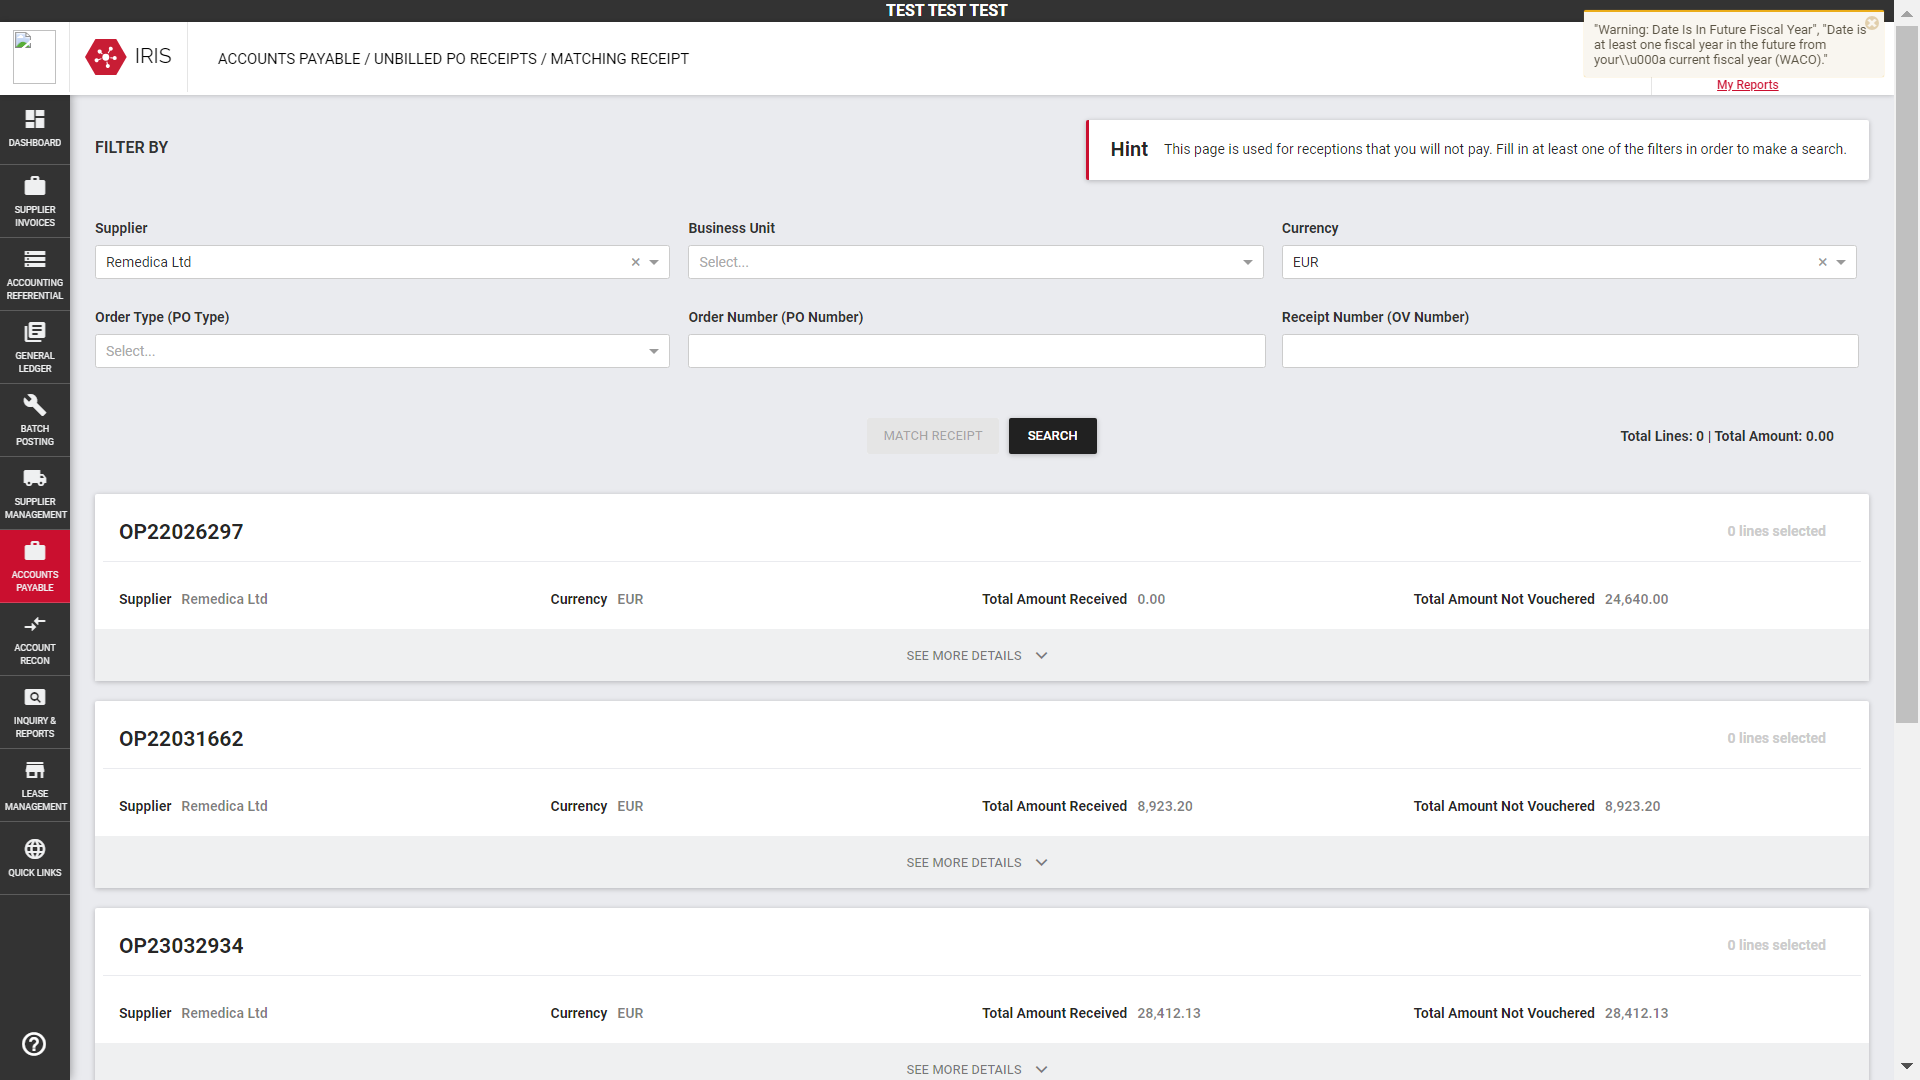 TEST TEST TEST
IRIS
ACCOUNTS PAYABLE / UNBILLED PO RECEIPTS / MATCHING RECEIPT
"Warning: Date Is In Future Fiscal Year", "Date is
at least one fiscal year in the future from
your\\u000a current fiscal year (WACO)."
My Reports
DASHBOARD
SUPPLIER
INVOICES
ACCOUNTING
REFERENTIAL
GENERAL
LEDGER
BATCH
POSTING
SUPPLIER
MANAGEMENT
ACCOUNTS
PAYABLE
ACCOUNT
RECON
INQUIRY &
REPORTS
LEASE
MANAGEMENT
QUICK LINKS
FILTER BY
Hint This page is used for receptions that you will not pay. Fill in at least one of the filters in order to make a search.
Supplier Business Unit Currency
Remedica Ltd Select... EUR
Order Type (PO Type) Order Number (PO Number) Receipt Number (OV Number)
Select...
MATCH RECEIPT SEARCH Total Lines: 0 | Total Amount: 0.00
OP22026297 0 lines selected
Supplier Remedica Ltd Currency EUR Total Amount Received 0.00 Total Amount Not Vouchered 24,640.00
SEE MORE DETAILS
OP22031662 0 lines selected
Supplier Remedica Ltd Currency EUR Total Amount Received 8,923.20 Total Amount Not Vouchered 8,923.20
SEE MORE DETAILS
OP23032934 0 lines selected
Supplier Remedica Ltd Currency EUR Total Amount Received 28,412.13 Total Amount Not Vouchered 28,412.13
SEE MORE DETAILS